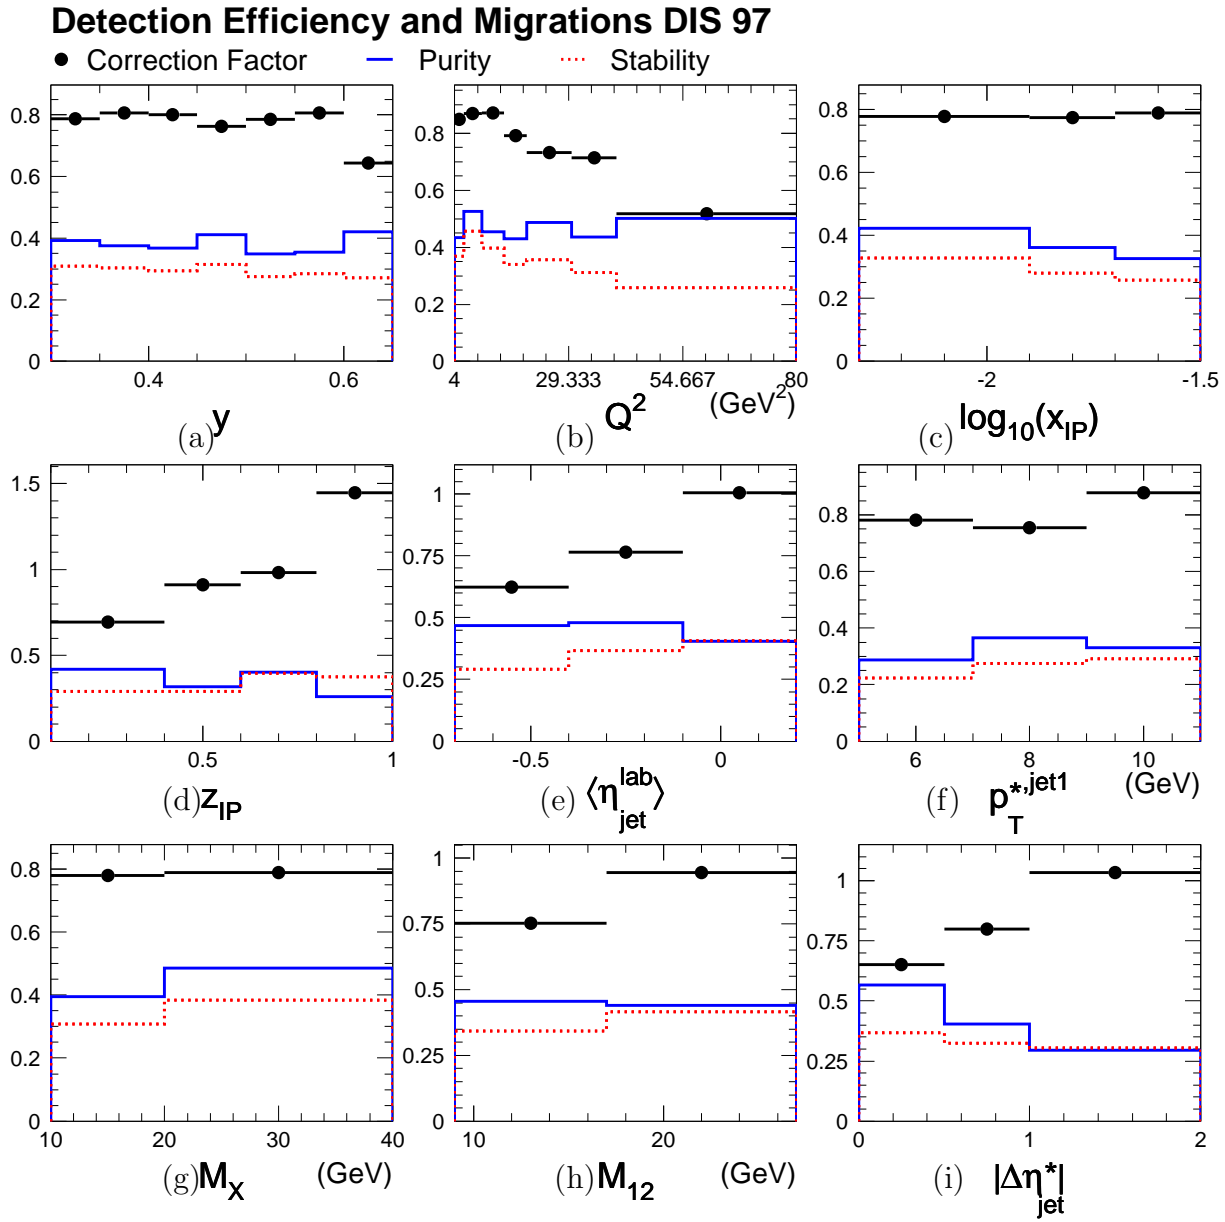 Detection Efficiency and Migrations DIS 97
Correction Factor Purity Stability
0 0.2 0.4 0.6 0.8
0.4 0.6
(a) y
0 0.2 0.4 0.6 0.8
4 29.333 54.667 80
(b) Q² (GeV²)
0 0.2 0.4 0.6 0.8
-2 -1.5
(c) log₁₀(x_IP)
0 0.5 1 1.5
0.5 1
(d) z_IP
0 0.25 0.5 0.75 1
-0.5 0
(e) ⟨η_jet^lab⟩
0 0.2 0.4 0.6 0.8
6 8 10
(f) p_T^*,jet1 (GeV)
0 0.2 0.4 0.6 0.8
10 20 30 40
(g) M_X (GeV)
0 0.25 0.5 0.75 1
10 20
(h) M₁₂ (GeV)
0 0.25 0.5 0.75 1
0 1 2
(i) |Δη_jet^*|